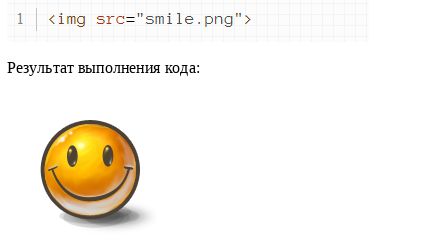 1 <img src="smile.png">
Результат выполнения кода: